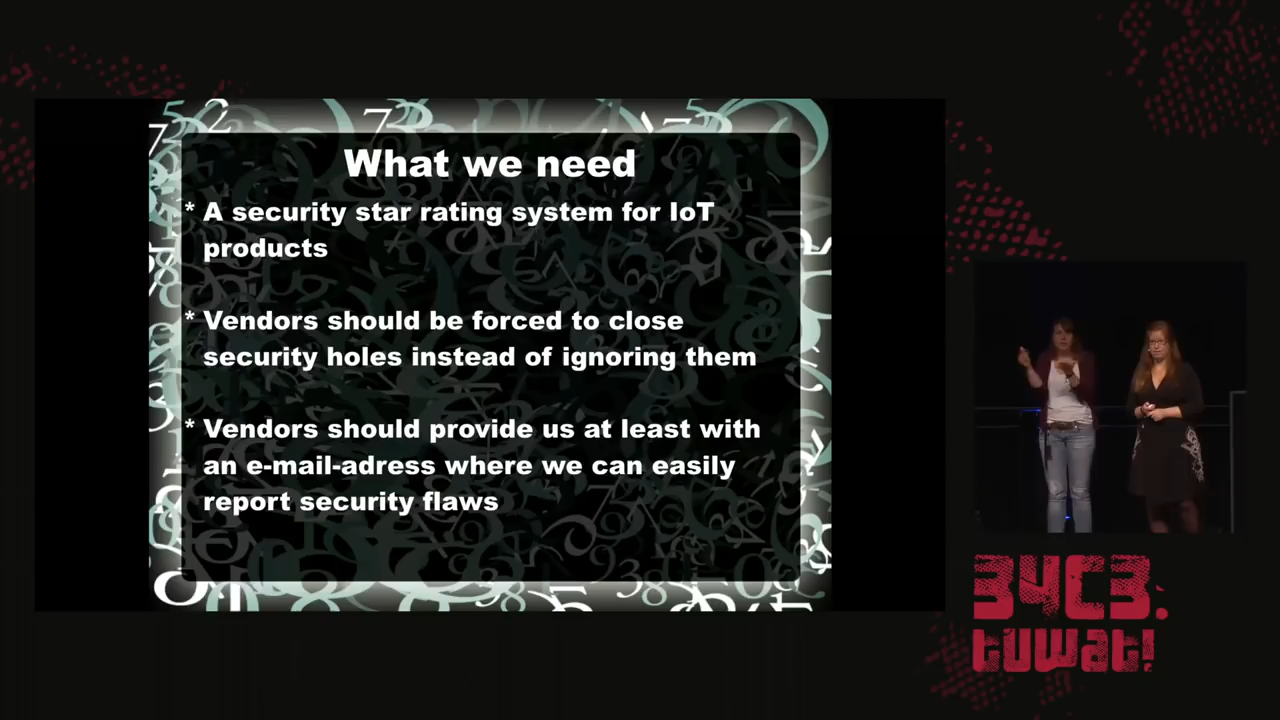 What we need
* A security star rating system for IoT
products
* Vendors should be forced to close
security holes instead of ignoring them
* Vendors should provide us at least with
an e-mail-adress where we can easily
report security flaws
34C3.
tuwat!